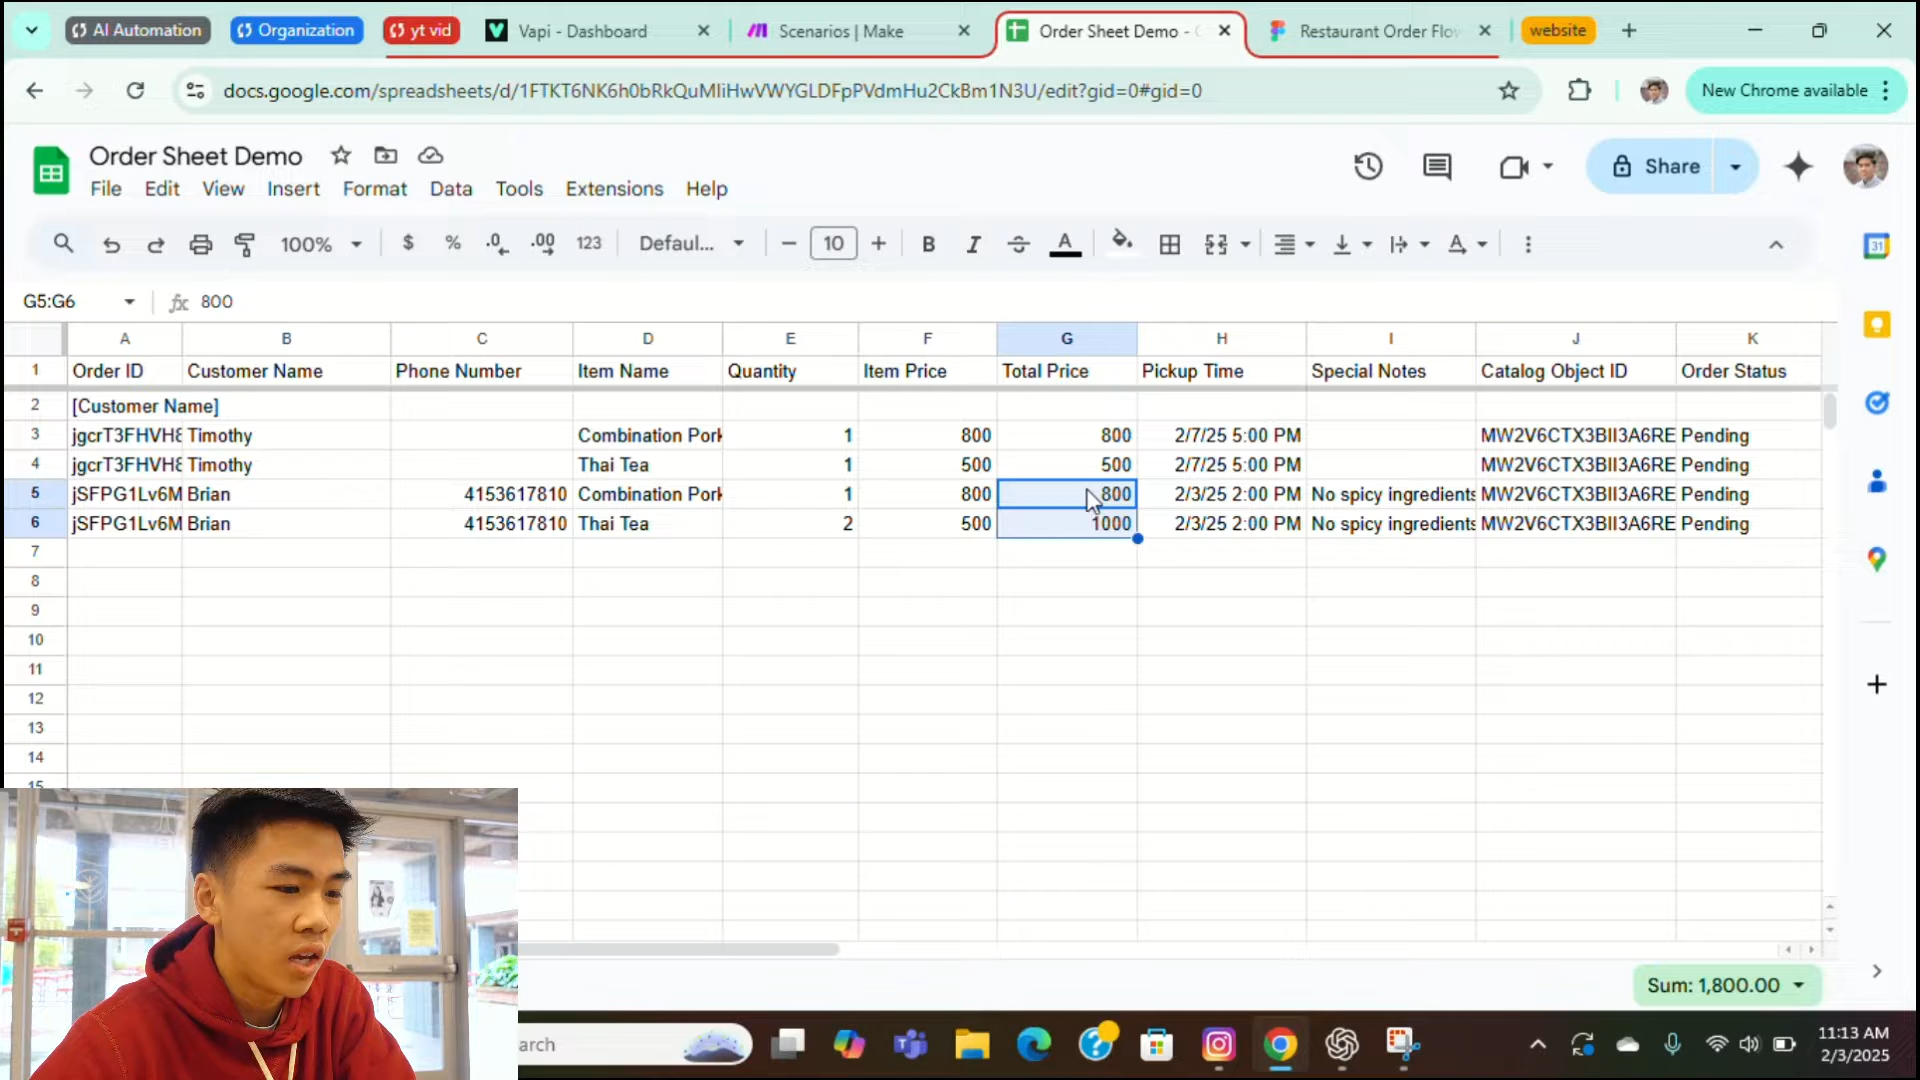 AI Automation
Organization
yt vid
Vapi - Dashboard
Scenarios | Make
Order Sheet Demo -
Restaurant Order Flow
website
docs.google.com/spreadsheets/d/1FTKT6NK6h0bRkQuMliHwVWYGLDFpPVdmHu2CkBm1N3U/edit?gid=0#gid=0
New Chrome available
Order Sheet Demo
File Edit View Insert Format Data Tools Extensions Help
Share
100% $ % .0 .00 123 Defaul... 10 B I A
31
G5:G6 fx 800
A B C D E F G H I J K
1 Order ID Customer Name Phone Number Item Name Quantity Item Price Total Price Pickup Time Special Notes Catalog Object ID Order Status
2 [Customer Name]
3 jgcrT3FHVH8 Timothy Combination Pork 1 800 800 2/7/25 5:00 PM MW2V6CTX3BII3A6RE Pending
4 jgcrT3FHVH8 Timothy Thai Tea 1 500 500 2/7/25 5:00 PM MW2V6CTX3BII3A6RE Pending
5 jSFPG1Lv6M Brian 4153617810 Combination Pork 1 800 800 2/3/25 2:00 PM No spicy ingredients MW2V6CTX3BII3A6RE Pending
6 jSFPG1Lv6M Brian 4153617810 Thai Tea 2 500 1000 2/3/25 2:00 PM No spicy ingredients MW2V6CTX3BII3A6RE Pending
7
8
9
10
11
12
13
14
15
Sum: 1,800.00
arch
11:13 AM
2/3/2025